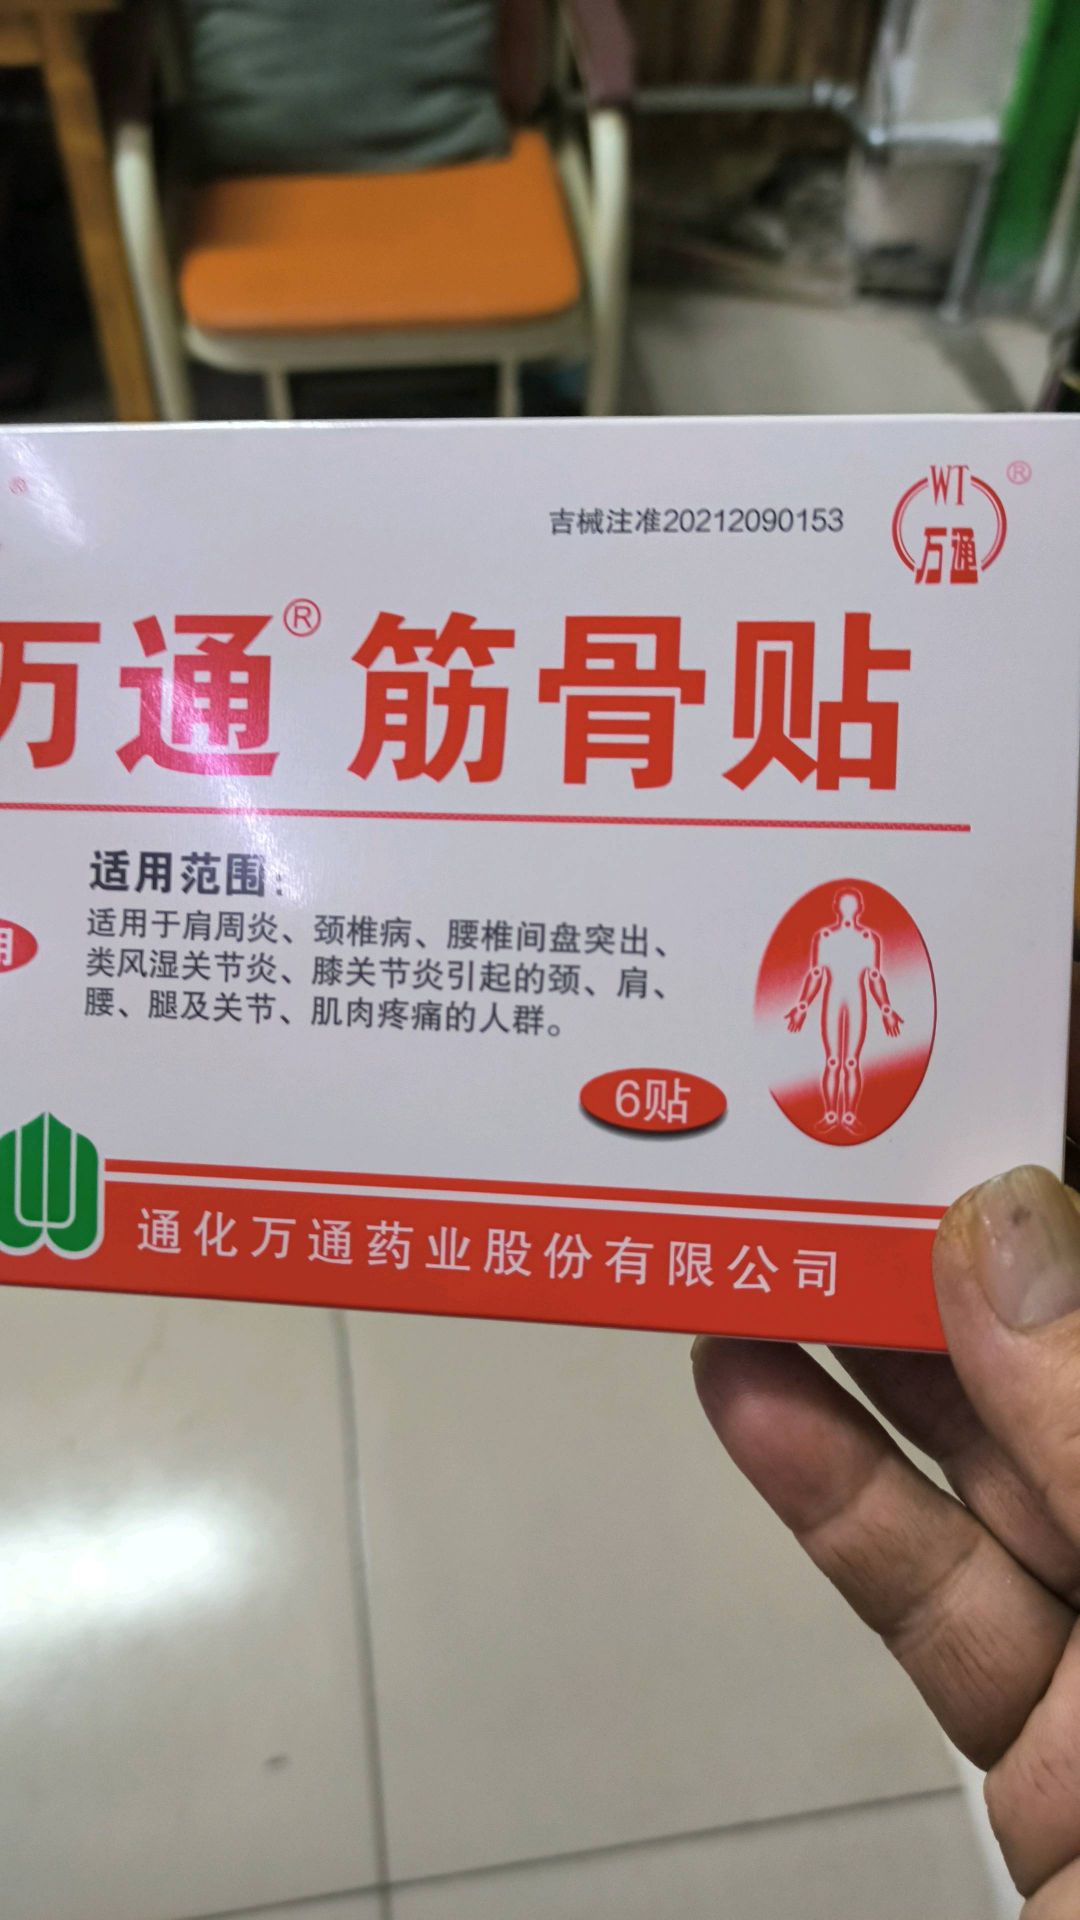 吉械注准20212090153
WT®
万通
万通®筋骨贴
适用范围：
适用于肩周炎、颈椎病、腰椎间盘突出、
类风湿关节炎、膝关节炎引起的颈、肩、
腰、腿及关节、肌肉疼痛的人群。
6贴
通化万通药业股份有限公司